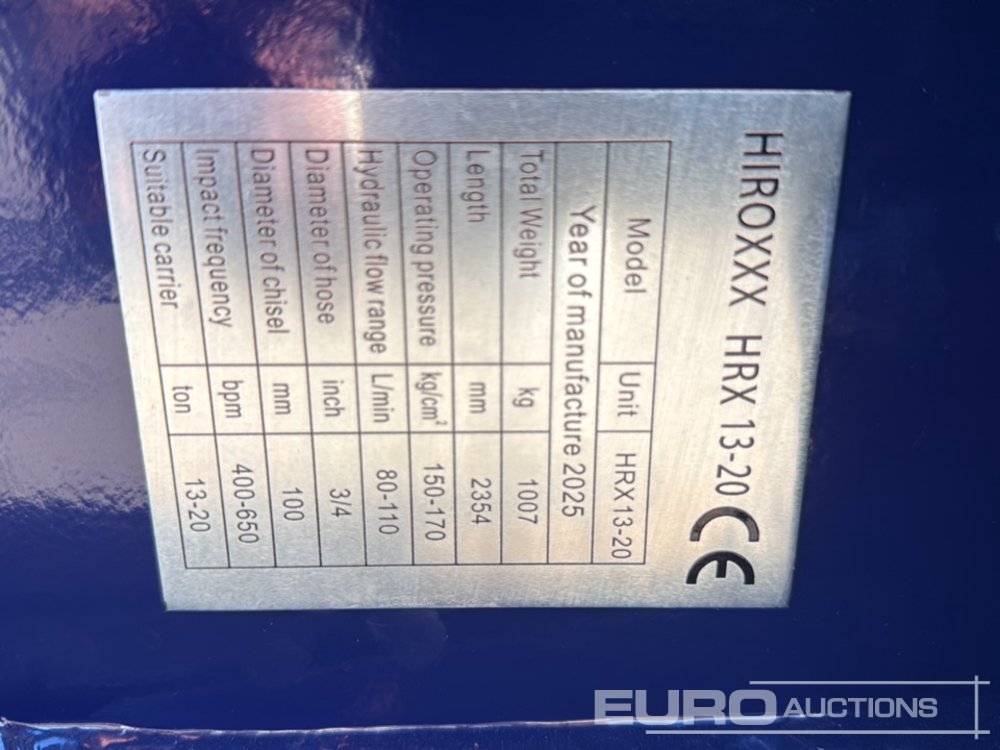 HIROXXX HRX 13-20 CE
Model Unit HRX 13-20
Year of manufacture 2025
Total Weight kg 1007
Length mm 2354
Operating pressure kg/cm² 150-170
Hydraulic flow range L/min 80-110
Diameter of hose inch 3/4
Diameter of chisel mm 100
Impact frequency bpm 400-650
Suitable carrier ton 13-20
EURO AUCTIONS